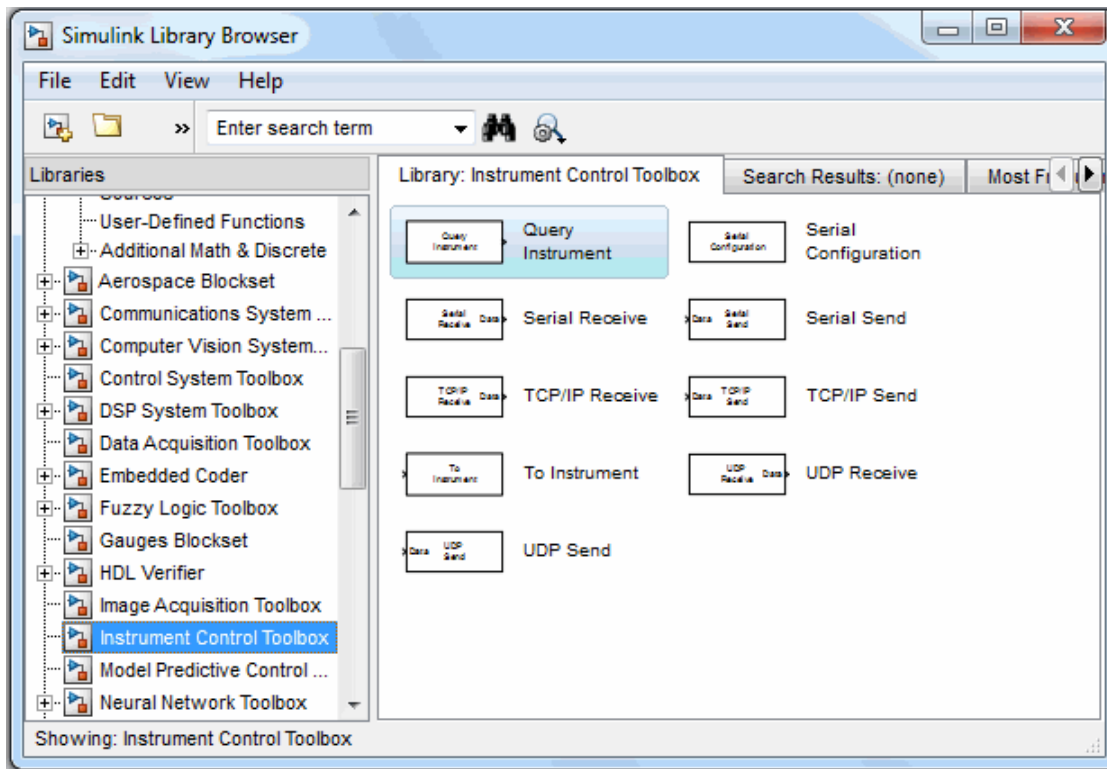 Simulink Library Browser
File Edit View Help
» Enter search term
Libraries
Sources
User-Defined Functions
Additional Math & Discrete
Aerospace Blockset
Communications System ...
Computer Vision System...
Control System Toolbox
DSP System Toolbox
Data Acquisition Toolbox
Embedded Coder
Fuzzy Logic Toolbox
Gauges Blockset
HDL Verifier
Image Acquisition Toolbox
Instrument Control Toolbox
Model Predictive Control ...
Neural Network Toolbox
Library: Instrument Control Toolbox
Search Results: (none)
Most Fr
Query
Instrument
Query
Instrument
Serial
Configuration
Serial
Configuration
Serial
Receive Data
Serial Receive
Data Serial
Send
Serial Send
TCP/IP
Receive Data
TCP/IP Receive
Data TCP/IP
Send
TCP/IP Send
To
Instrument
To Instrument
UDP
Receive Data
UDP Receive
Data UDP
Send
UDP Send
Showing: Instrument Control Toolbox